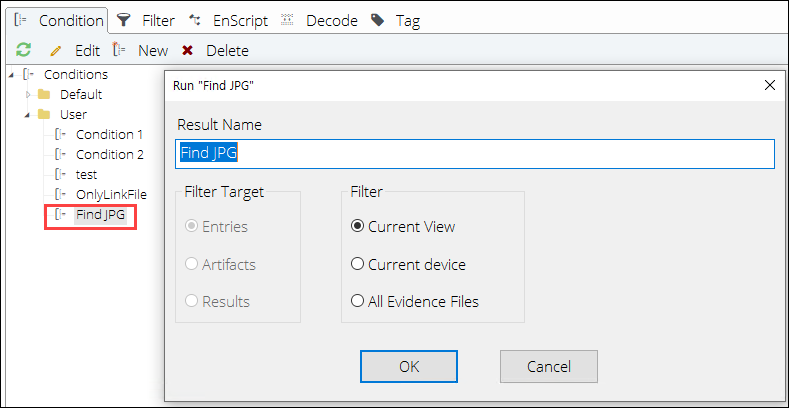 Condition Filter EnScript Decode Tag
Edit New Delete
Conditions
Default
User
Condition 1
Condition 2
test
OnlyLinkFile
Find JPG
Run "Find JPG"
Result Name
Find JPG
Filter Target
Entries
Artifacts
Results
Filter
Current View
Current device
All Evidence Files
OK Cancel